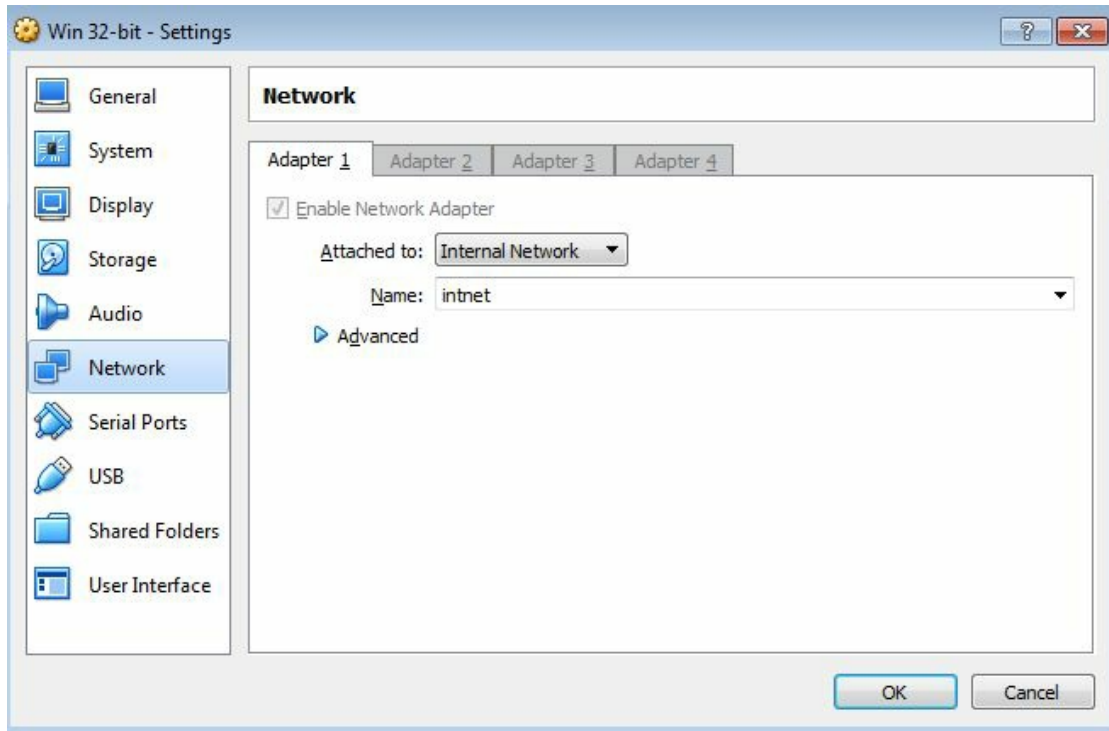 Win 32-bit - Settings
General
System
Display
Storage
Audio
Network
Serial Ports
USB
Shared Folders
User Interface
Network
Adapter 1
Adapter 2
Adapter 3
Adapter 4
Enable Network Adapter
Attached to: Internal Network
Name: intnet
Advanced
OK
Cancel